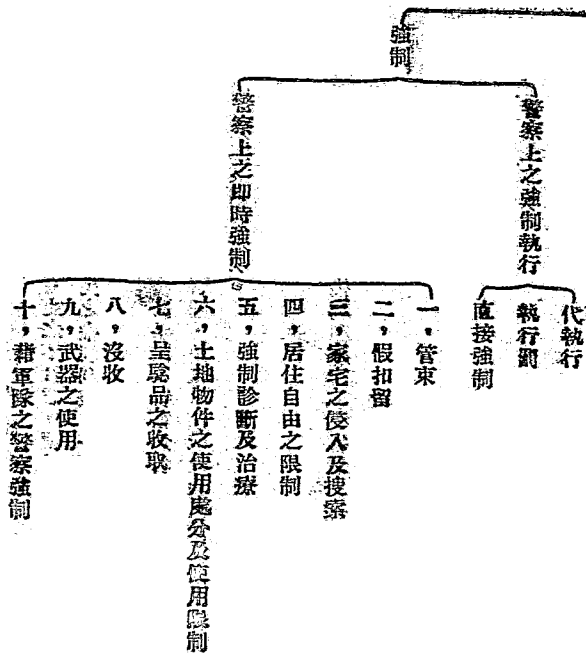 強制
警察上之強制執行
代執行
執行罰
直接強制
警察上之即時強制
一，管束
二，假扣留
三，家宅之侵入及搜索
四，居住自由之限制
五，強制診斷及治療
六，土地物件之使用處分及使用限制
七，呈驗品之收取
八，沒收
九，武器之使用
十，藉軍隊之警察強制